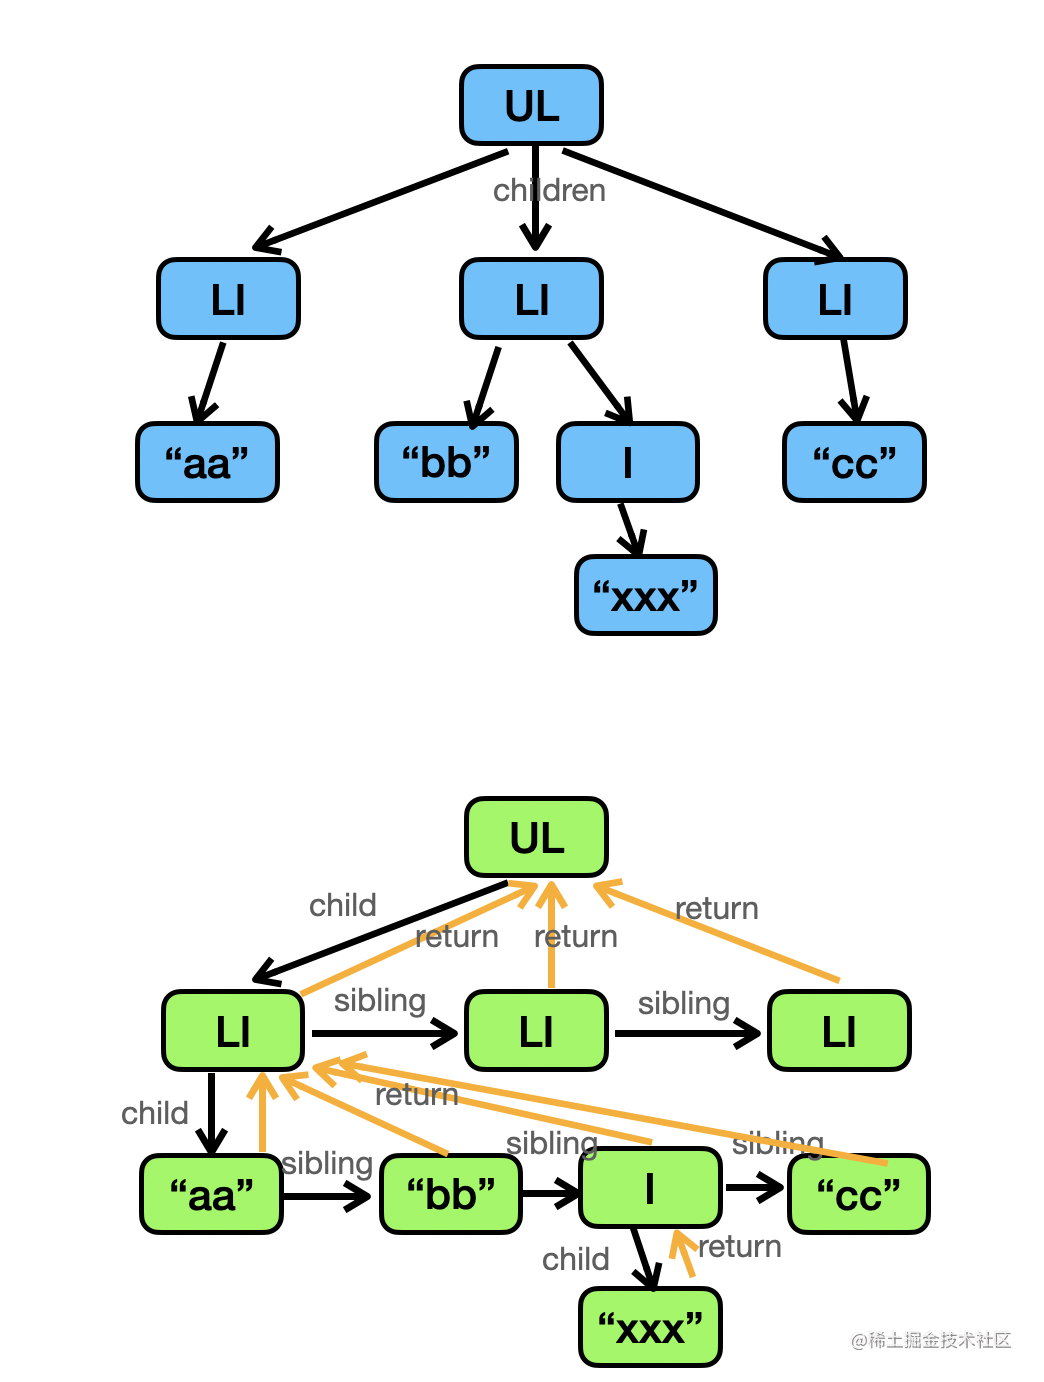 UL
children
LI
LI
LI
“aa”
“bb”
I
“cc”
“xxx”
UL
child
return
return
return
sibling
sibling
LI
LI
LI
return
child
sibling
sibling
sibling
“aa”
“bb”
I
“cc”
child
return
“xxx”
@稀土掘金技术社区